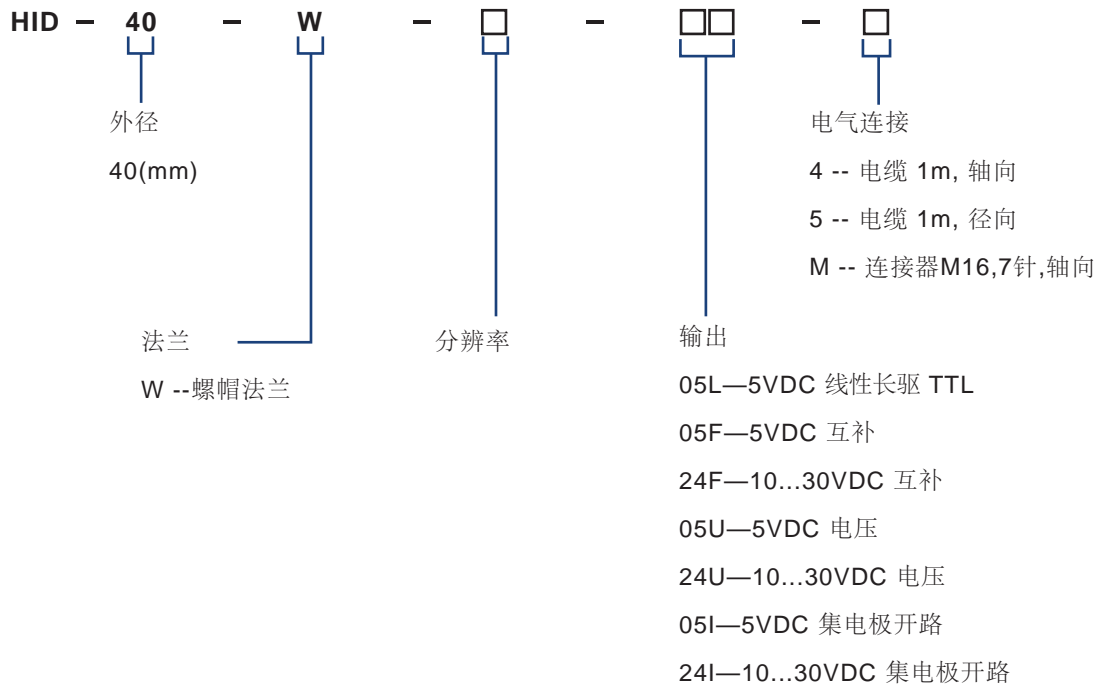 HID - 40 - W - □ - □□ - □
外径
40(mm)
电气连接
4 -- 电缆 1m, 轴向
5 -- 电缆 1m, 径向
M -- 连接器M16,7针,轴向
法兰
W --螺帽法兰
分辨率
输出
05L—5VDC 线性长驱 TTL
05F—5VDC 互补
24F—10...30VDC 互补
05U—5VDC 电压
24U—10...30VDC 电压
05I—5VDC 集电极开路
24I—10...30VDC 集电极开路